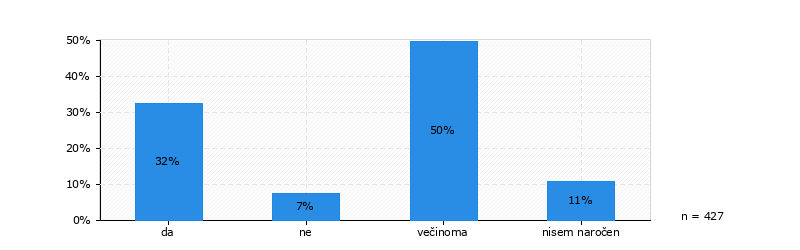 50%
40%
30%
20%
10%
0%
32%
7%
50%
11%
da
ne
večinoma
nisem naročen
n = 427